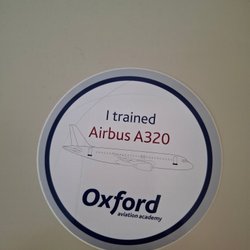 I trained
Airbus A320
Oxford
aviation academy